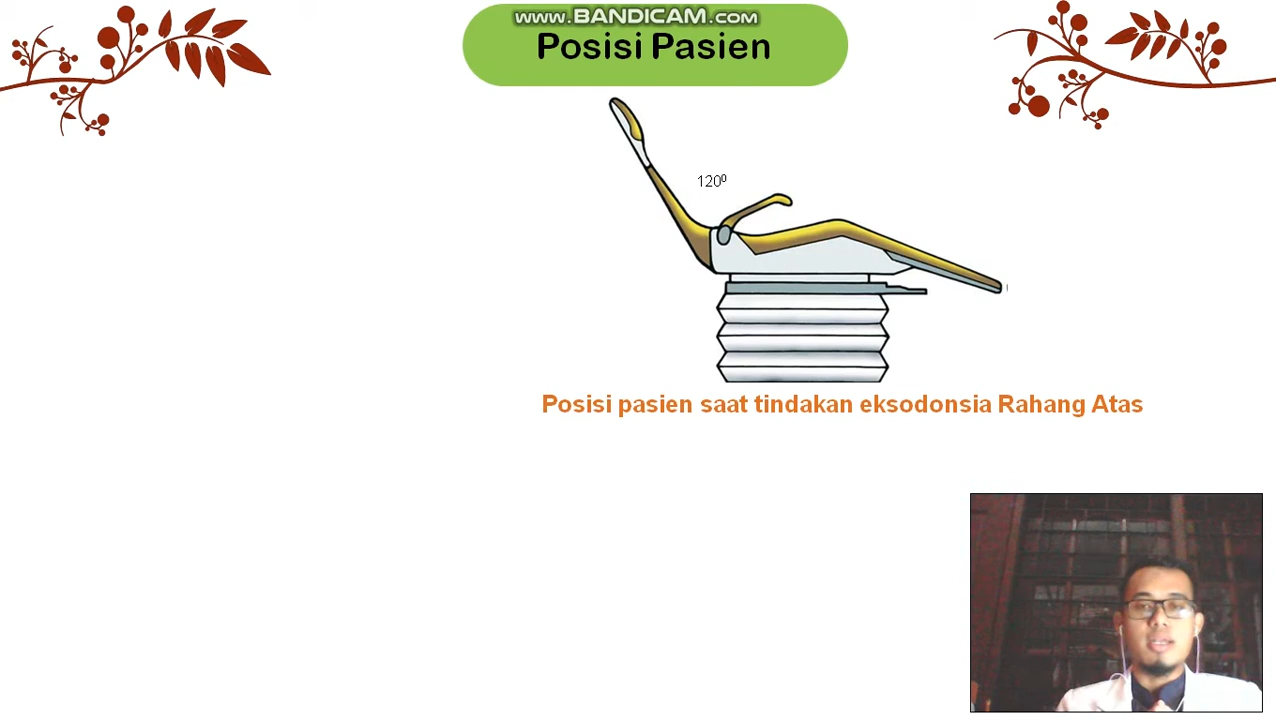 www.BANDICAM.com
Posisi Pasien
120⁰
Posisi pasien saat tindakan eksodonsia Rahang Atas